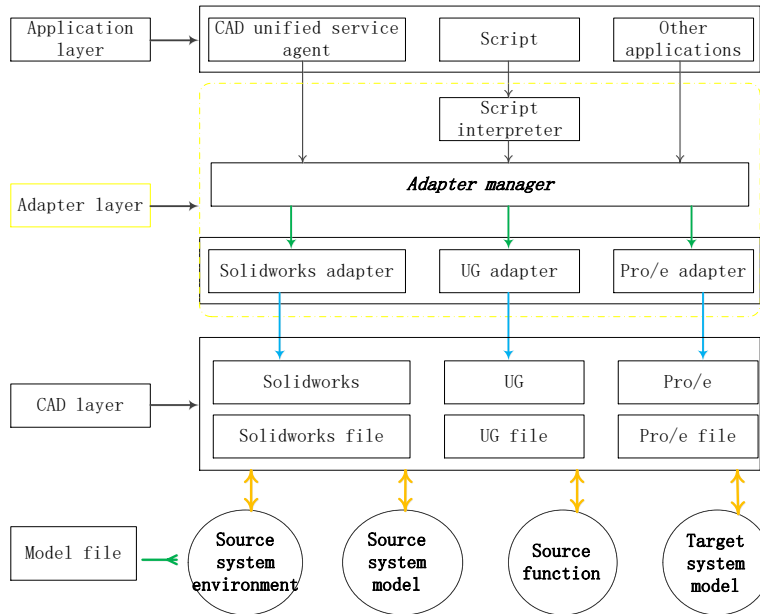 Application
layer
CAD unified service
agent
Script
Other
applications
Script
interpreter
Adapter manager
Adapter layer
Solidworks adapter
UG adapter
Pro/e adapter
Solidworks
UG
Pro/e
CAD layer
Solidworks file
UG file
Pro/e file
Model file
Source
system
environment
Source
system
model
Source
function
Target
system
model